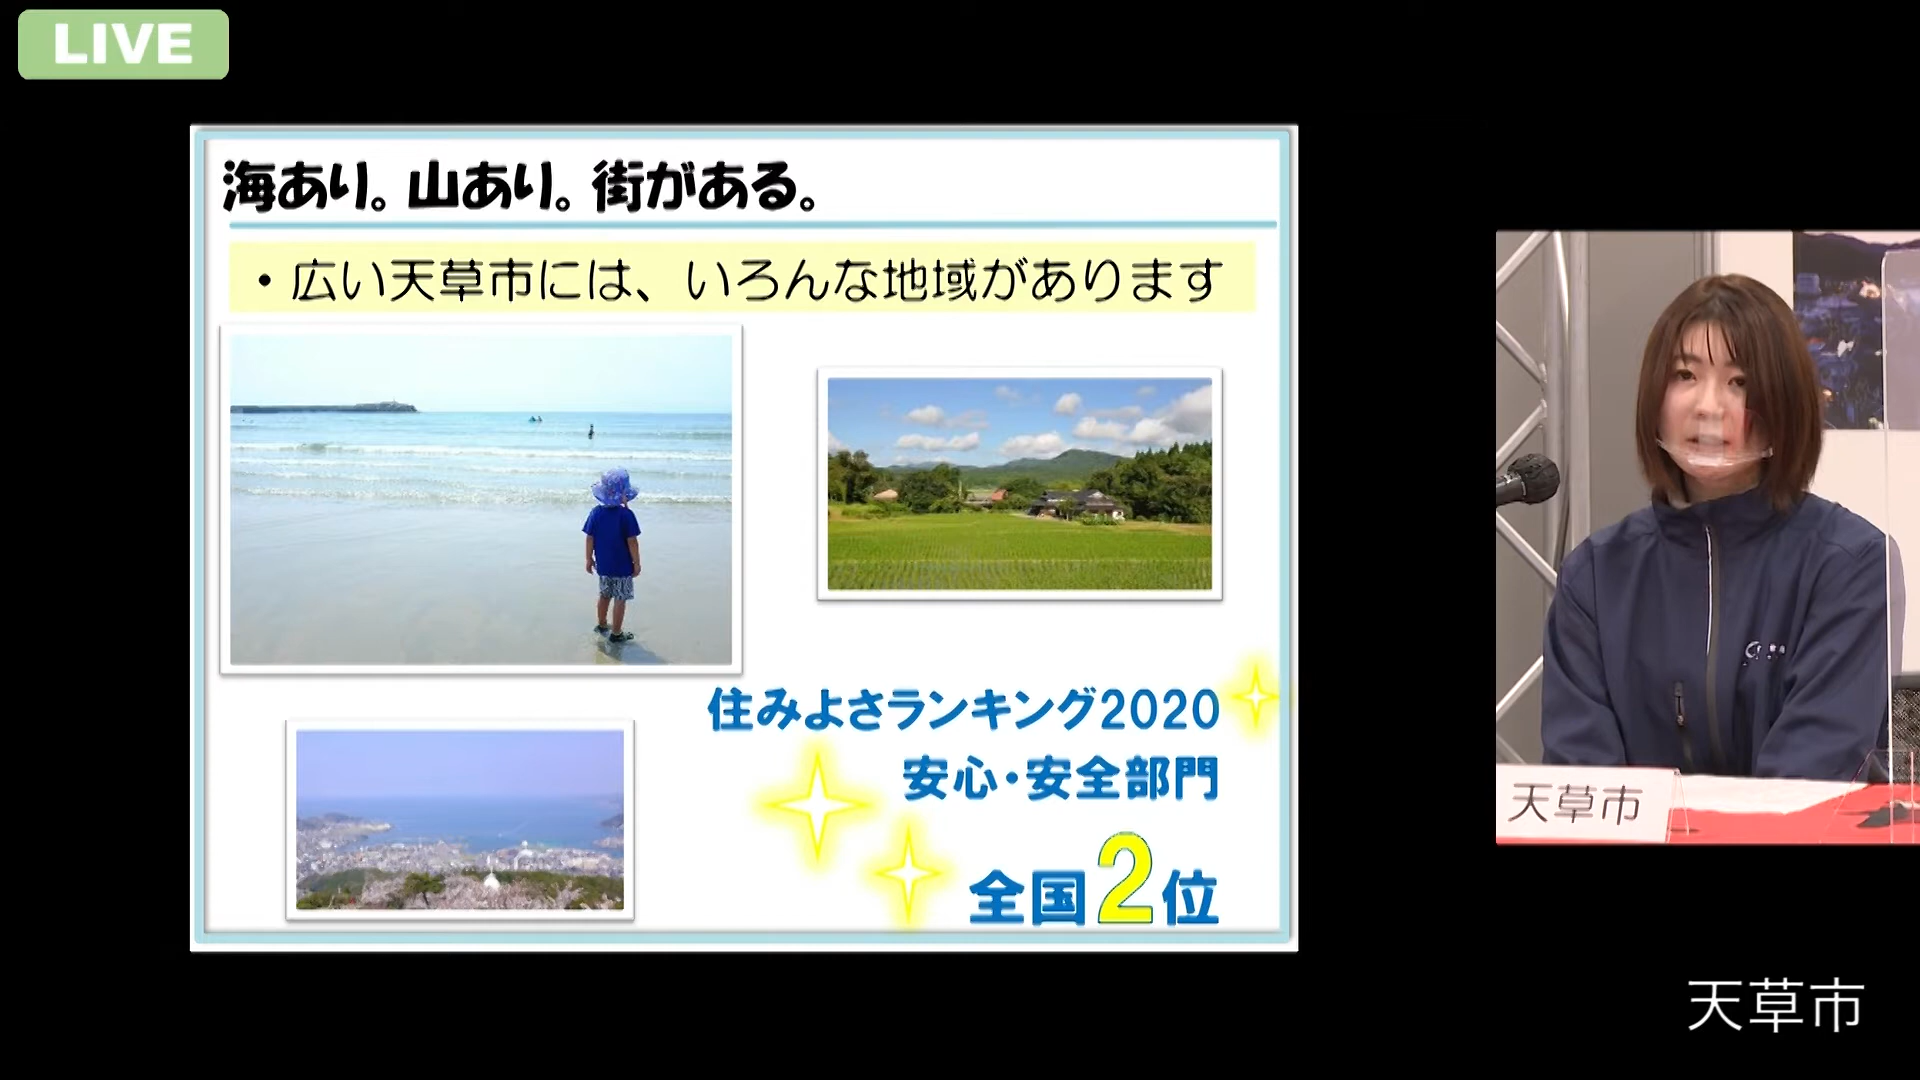 LIVE
海あり。山あり。街がある。
・広い天草市には、いろんな地域があります
住みよさランキング2020
安心・安全部門
全国2位
天草市
天草市